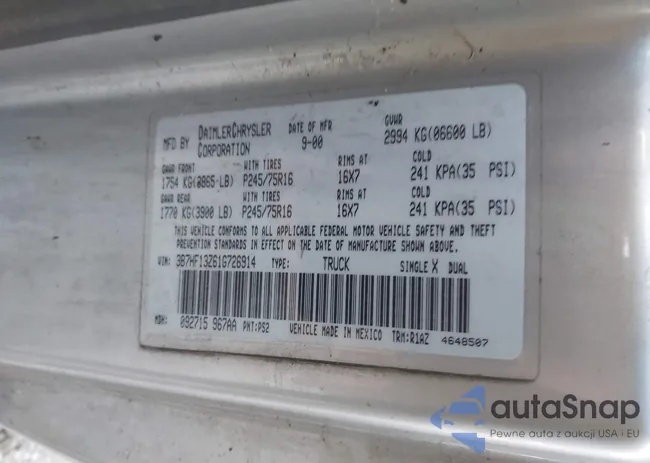 MFD BY DAIMLERCHRYSLER CORPORATION DATE OF MFR 9-00 GVWR 2994 KG(06600 LB)
GAWR FRONT WITH TIRES RIMS AT COLD
1754 KG(3865 LB) P245/75R16 16X7 241 KPA(35 PSI)
GAWR REAR WITH TIRES RIMS AT COLD
1770 KG(3900 LB) P245/75R16 16X7 241 KPA(35 PSI)
THIS VEHICLE CONFORMS TO ALL APPLICABLE FEDERAL MOTOR VEHICLE SAFETY AND THEFT
PREVENTION STANDARDS IN EFFECT ON THE DATE OF MANUFACTURE SHOWN ABOVE.
VIN: 3B7HF13Z61G726914 TYPE: TRUCK SINGLE X DUAL
MDH: 092715 967AA PNT:PS2 VEHICLE MADE IN MEXICO TRM:R1AZ 4648507
autaSnap
Pewne auta z aukcji USA i EU